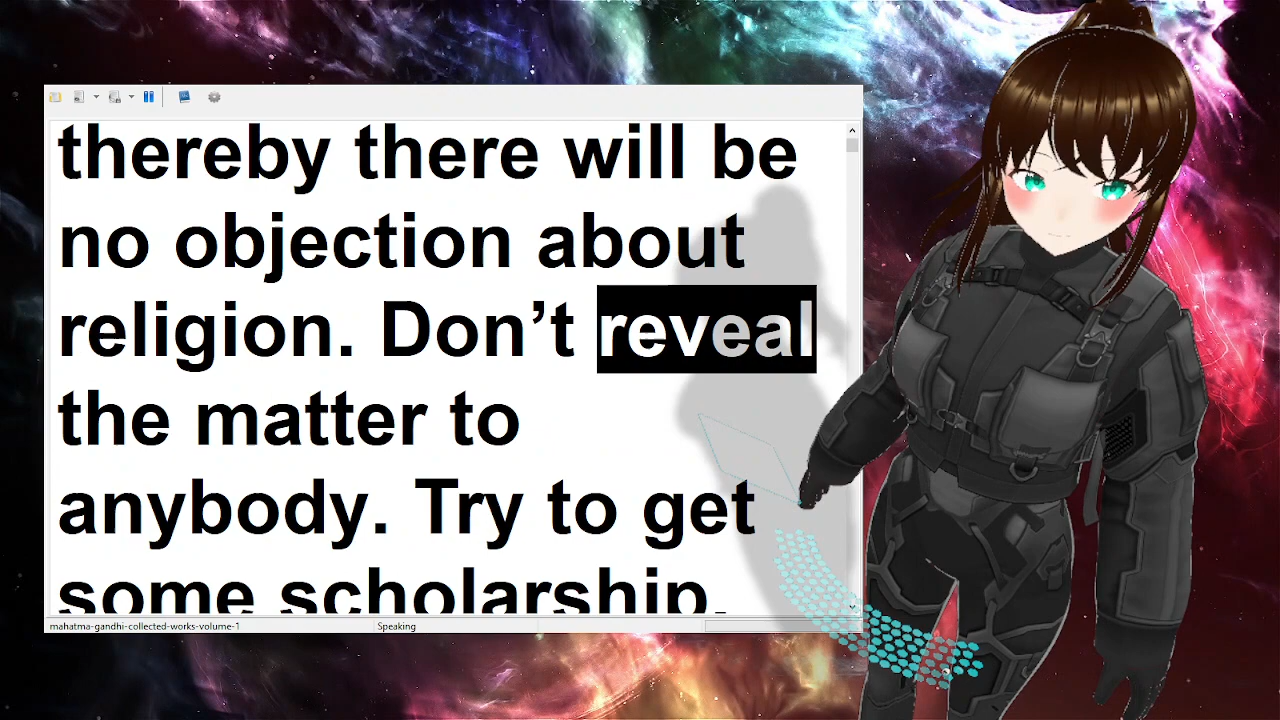 thereby there will be
no objection about
religion. Don’t reveal
the matter to
anybody. Try to get
some scholarship.
mahatma-gandhi-collected-works-volume-1
Speaking